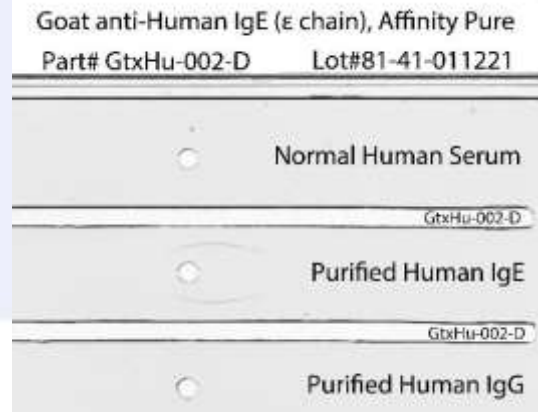 Goat anti-Human IgE (ε chain), Affinity Pure
Part# GtxHu-002-D Lot#81-41-011221
Normal Human Serum
GtxHu-002-D
Purified Human IgE
GtxHu-002-D
Purified Human IgG